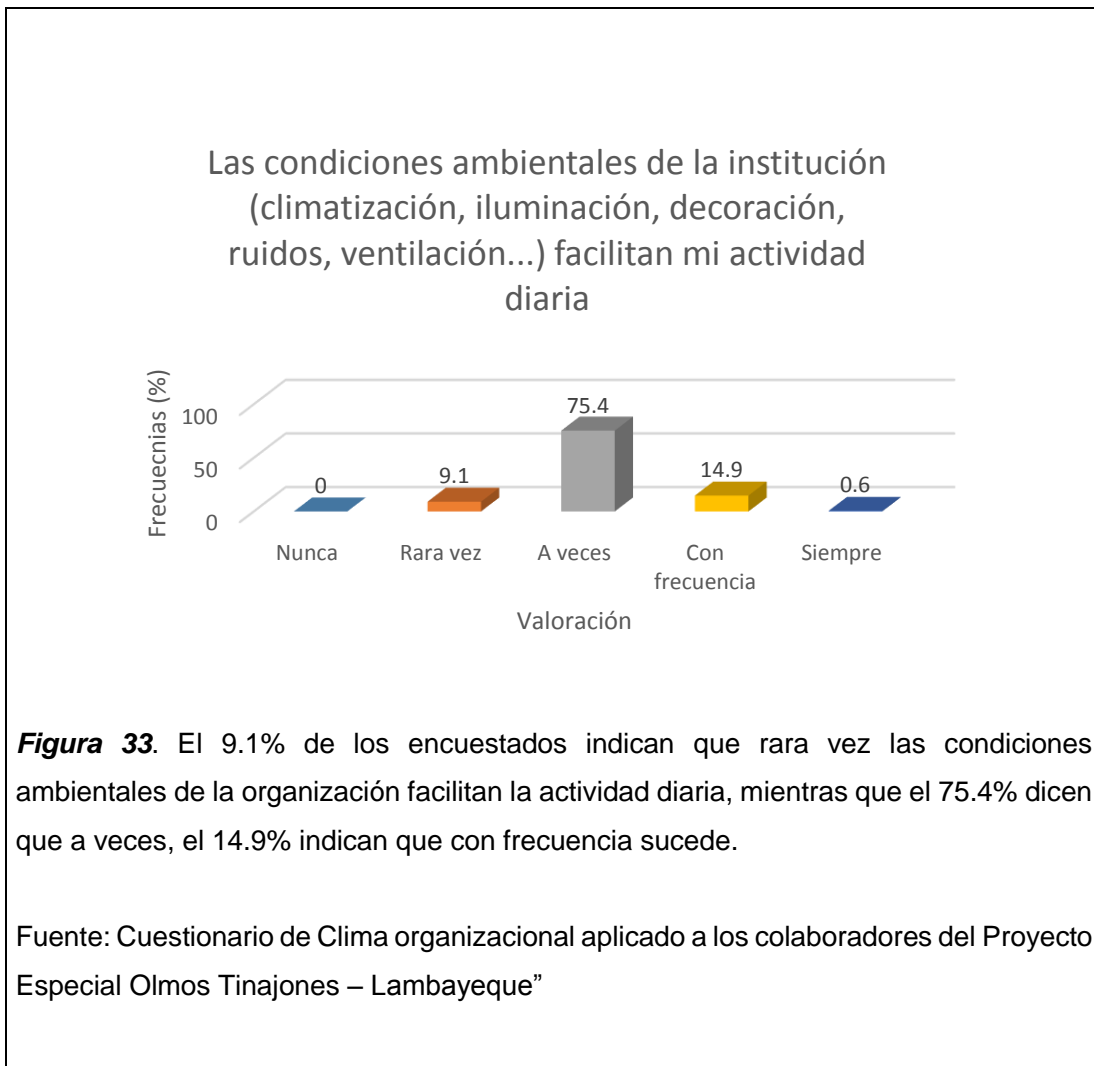 Las condiciones ambientales de la institución
(climatización, iluminación, decoración,
ruidos, ventilación...) facilitan mi actividad
diaria
Frecuecnias (%)
100
50
0
0
9.1
75.4
14.9
0.6
Nunca
Rara vez
A veces
Con
frecuencia
Siempre
Valoración
Figura 33. El 9.1% de los encuestados indican que rara vez las condiciones
ambientales de la organización facilitan la actividad diaria, mientras que el 75.4% dicen
que a veces, el 14.9% indican que con frecuencia sucede.
Fuente: Cuestionario de Clima organizacional aplicado a los colaboradores del Proyecto
Especial Olmos Tinajones – Lambayeque”